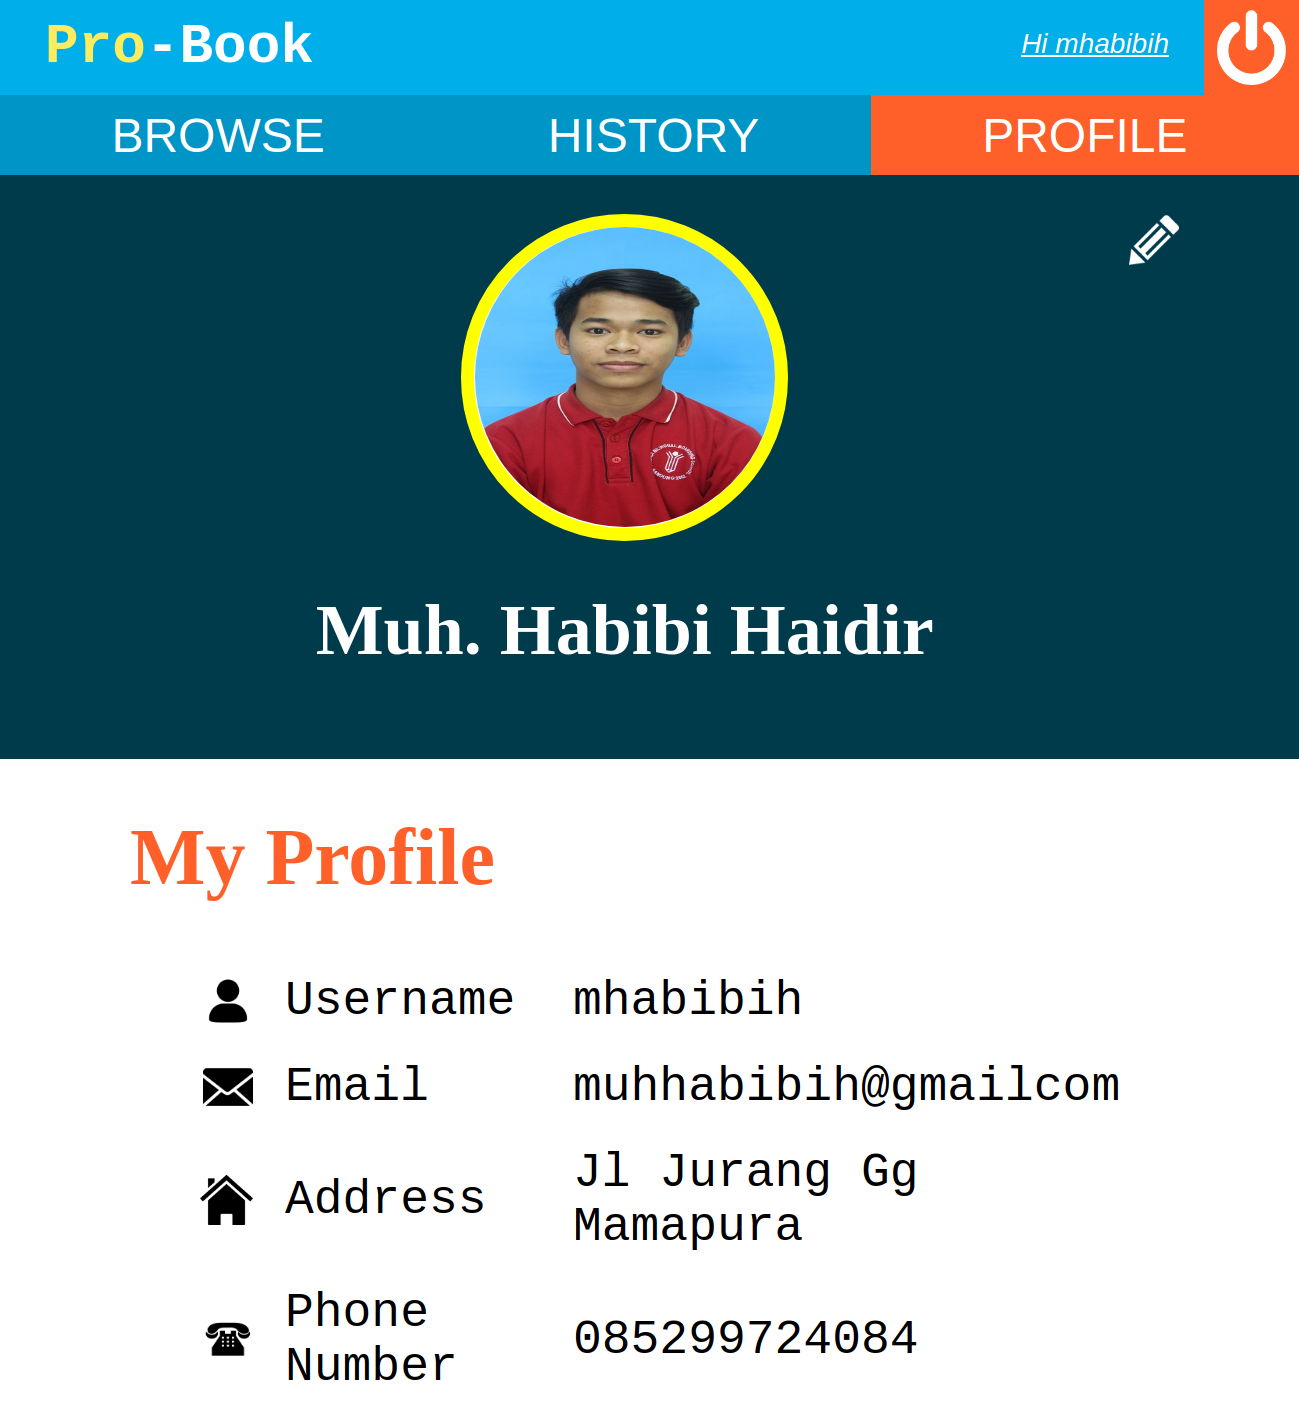 Pro-Book
Hi mhabibih
BROWSE
HISTORY
PROFILE
Muh. Habibi Haidir
My Profile
Username
mhabibih
Email
muhhabibih@gmailcom
Address
Jl Jurang Gg
Mamapura
Phone
Number
085299724084